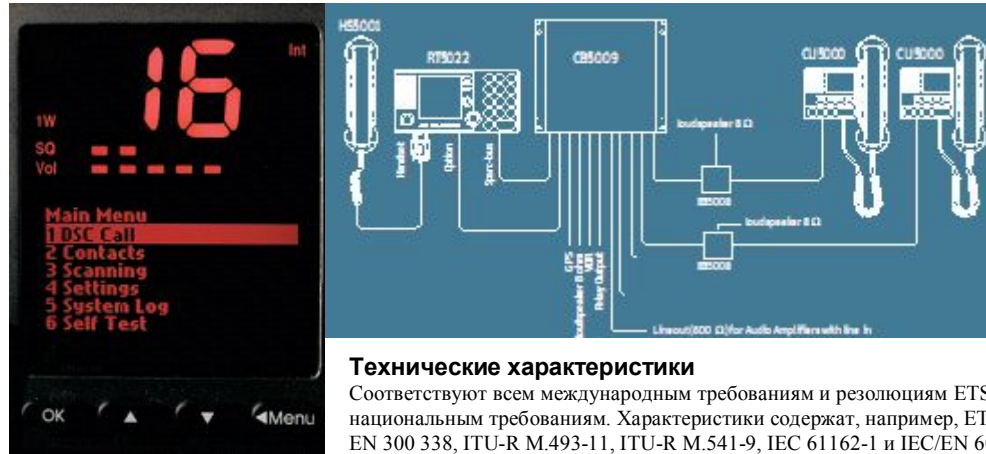 16
Int
1W
SQ
Vol
Main Menu
1 DSC Call
2 Contacts
3 Scanning
4 Settings
5 System Log
6 Self Test
OK
Menu
HS5001
RT5022
CB5009
CU5000
CU5000
loudspeaker 8 Ω
Handset
Option
loudspeaker 8 Ω
GPS
loudspeaker 8 ohm
VDR
Relay Output
Lineout(600 Ω)for Audio Amplifiers with line in
Технические характеристики
Соответствуют всем международным требованиям и резолюциям ETS
национальным требованиям. Характеристики содержат, например, ET
EN 300 338, ITU-R M.493-11, ITU-R M.541-9, IEC 61162-1 и IEC/EN 60